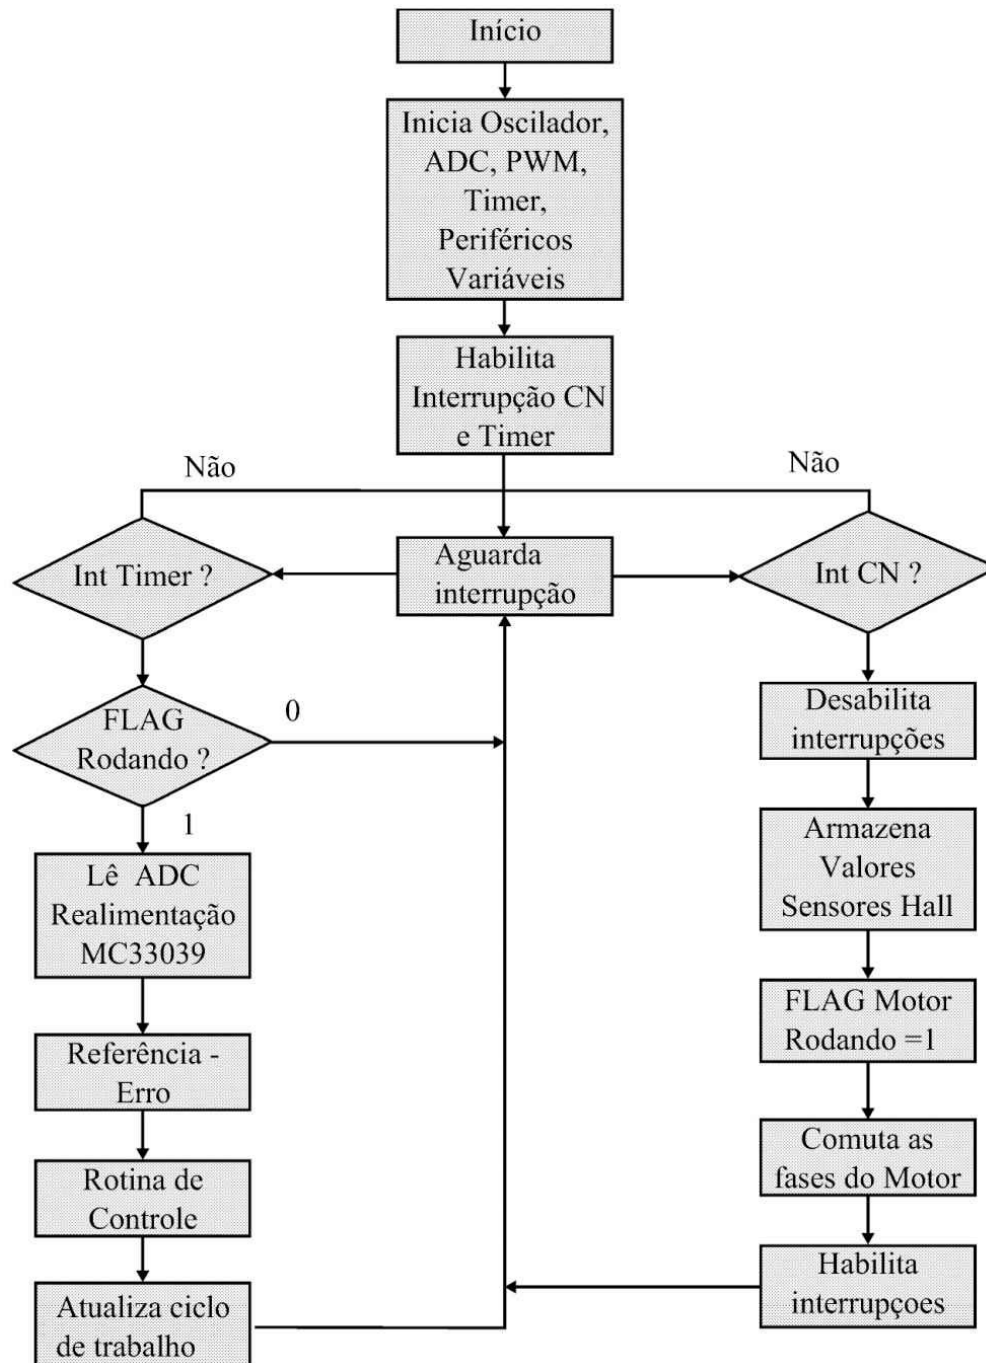 Início
Inicia Oscilador,
ADC, PWM,
Timer,
Periféricos
Variáveis
Habilita
Interrupção CN
e Timer
Não
Não
Int Timer ?
Aguarda
interrupção
Int CN ?
FLAG
Rodando ?
0
1
Lê ADC
Realimentação
MC33039
Referência -
Erro
Rotina de
Controle
Atualiza ciclo
de trabalho
Desabilita
interrupções
Armazena
Valores
Sensores Hall
FLAG Motor
Rodando =1
Comuta as
fases do Motor
Habilita
interrupçoes